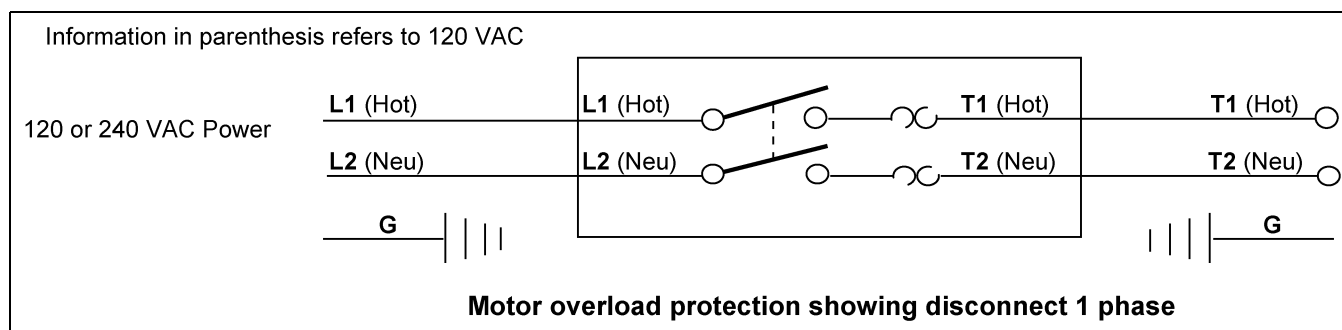 Information in parenthesis refers to 120 VAC
L1 (Hot) L1 (Hot) T1 (Hot) T1 (Hot)
120 or 240 VAC Power
L2 (Neu) L2 (Neu) T2 (Neu) T2 (Neu)
G G
Motor overload protection showing disconnect 1 phase